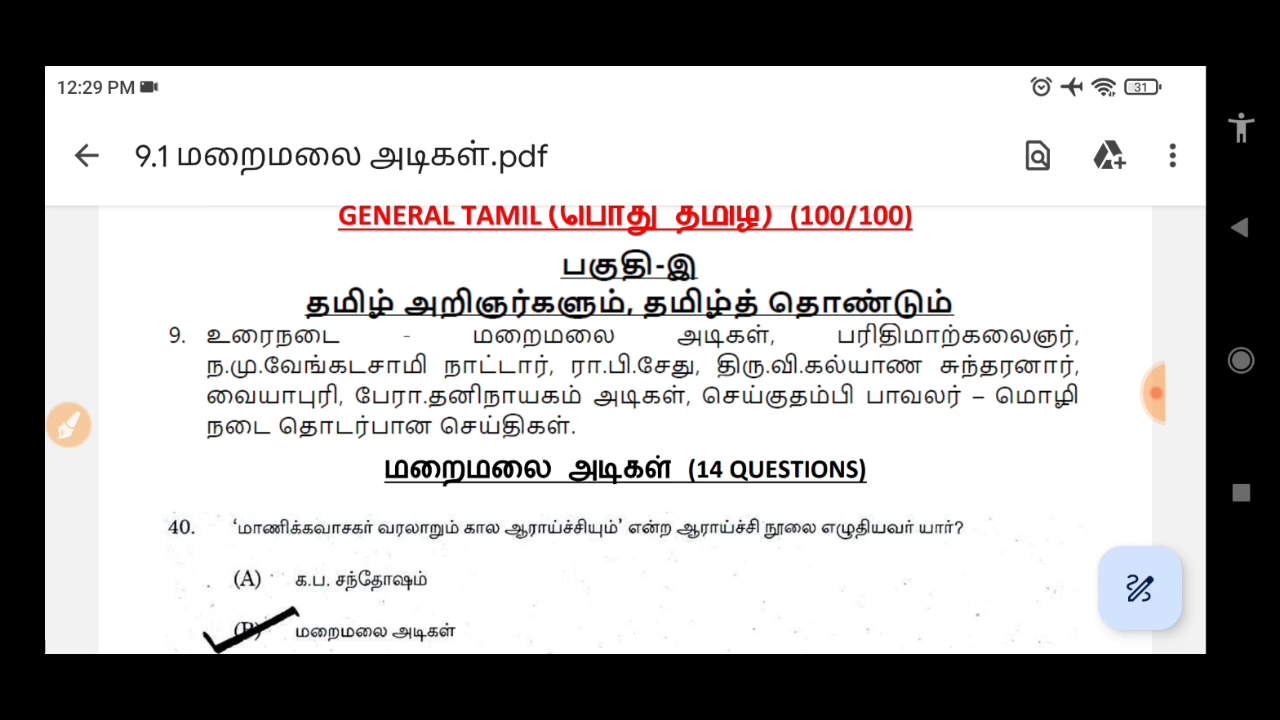 12:29 PM
31
9.1 மறைமலை அடிகள்.pdf
GENERAL TAMIL (பொது தமிழ்) (100/100)
பகுதி-இ
தமிழ் அறிஞர்களும், தமிழ்த் தொண்டும்
9. உரைநடை - மறைமலை அடிகள், பரிதிமாற்கலைஞர்,
ந.மு.வேங்கடசாமி நாட்டார், ரா.பி.சேது, திரு.வி.கல்யாண சுந்தரனார்,
வையாபுரி, பேரா.தனிநாயகம் அடிகள், செய்குதம்பி பாவலர் – மொழி
நடை தொடர்பான செய்திகள்.
மறைமலை அடிகள் (14 QUESTIONS)
40. ‘மாணிக்கவாசகர் வரலாறும் கால ஆராய்ச்சியும்’ என்ற ஆராய்ச்சி நூலை எழுதியவர் யார்?
(A) க.ப. சந்தோஷம்
(B) மறைமலை அடிகள்